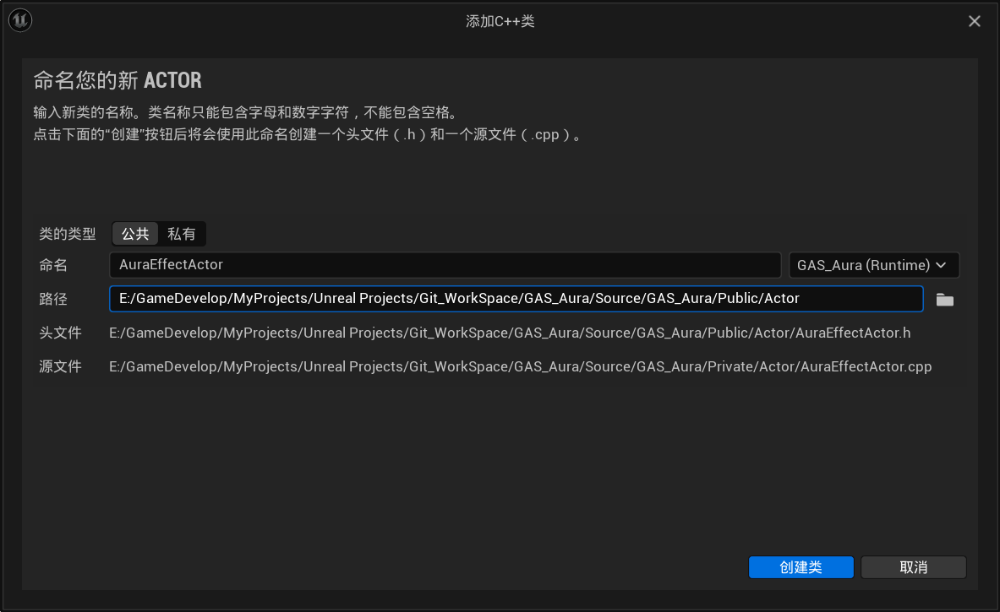 添加C++类
命名您的新 ACTOR
输入新类的名称。类名称只能包含字母和数字字符，不能包含空格。
点击下面的“创建”按钮后将会使用此命名创建一个头文件（.h）和一个源文件（.cpp）。
类的类型 公共 私有
命名 AuraEffectActor GAS_Aura (Runtime)
路径 E:/GameDevelop/MyProjects/Unreal Projects/Git_WorkSpace/GAS_Aura/Source/GAS_Aura/Public/Actor
头文件 E:/GameDevelop/MyProjects/Unreal Projects/Git_WorkSpace/GAS_Aura/Source/GAS_Aura/Public/Actor/AuraEffectActor.h
源文件 E:/GameDevelop/MyProjects/Unreal Projects/Git_WorkSpace/GAS_Aura/Source/GAS_Aura/Private/Actor/AuraEffectActor.cpp
创建类 取消